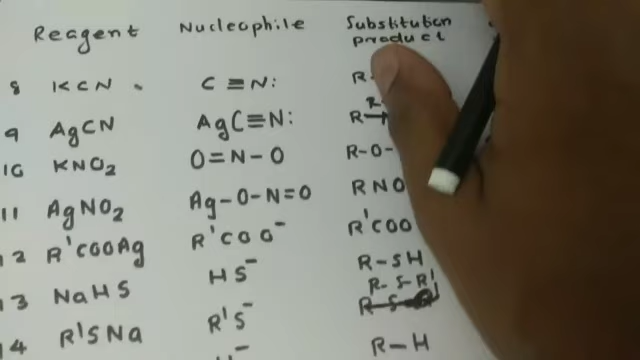 Reagent Nucleophile Substitution product
8 KCN C≡N: R-
9 AgCN AgC≡N: R-
10 KNO2 O=N-O R-O-
11 AgNO2 Ag-O-N=O RNO
12 R'COOAg R'COO⁻ R'COO
13 NaHS HS⁻ R-SH
14 R'SNa R'S⁻ R-S-R'
R-H